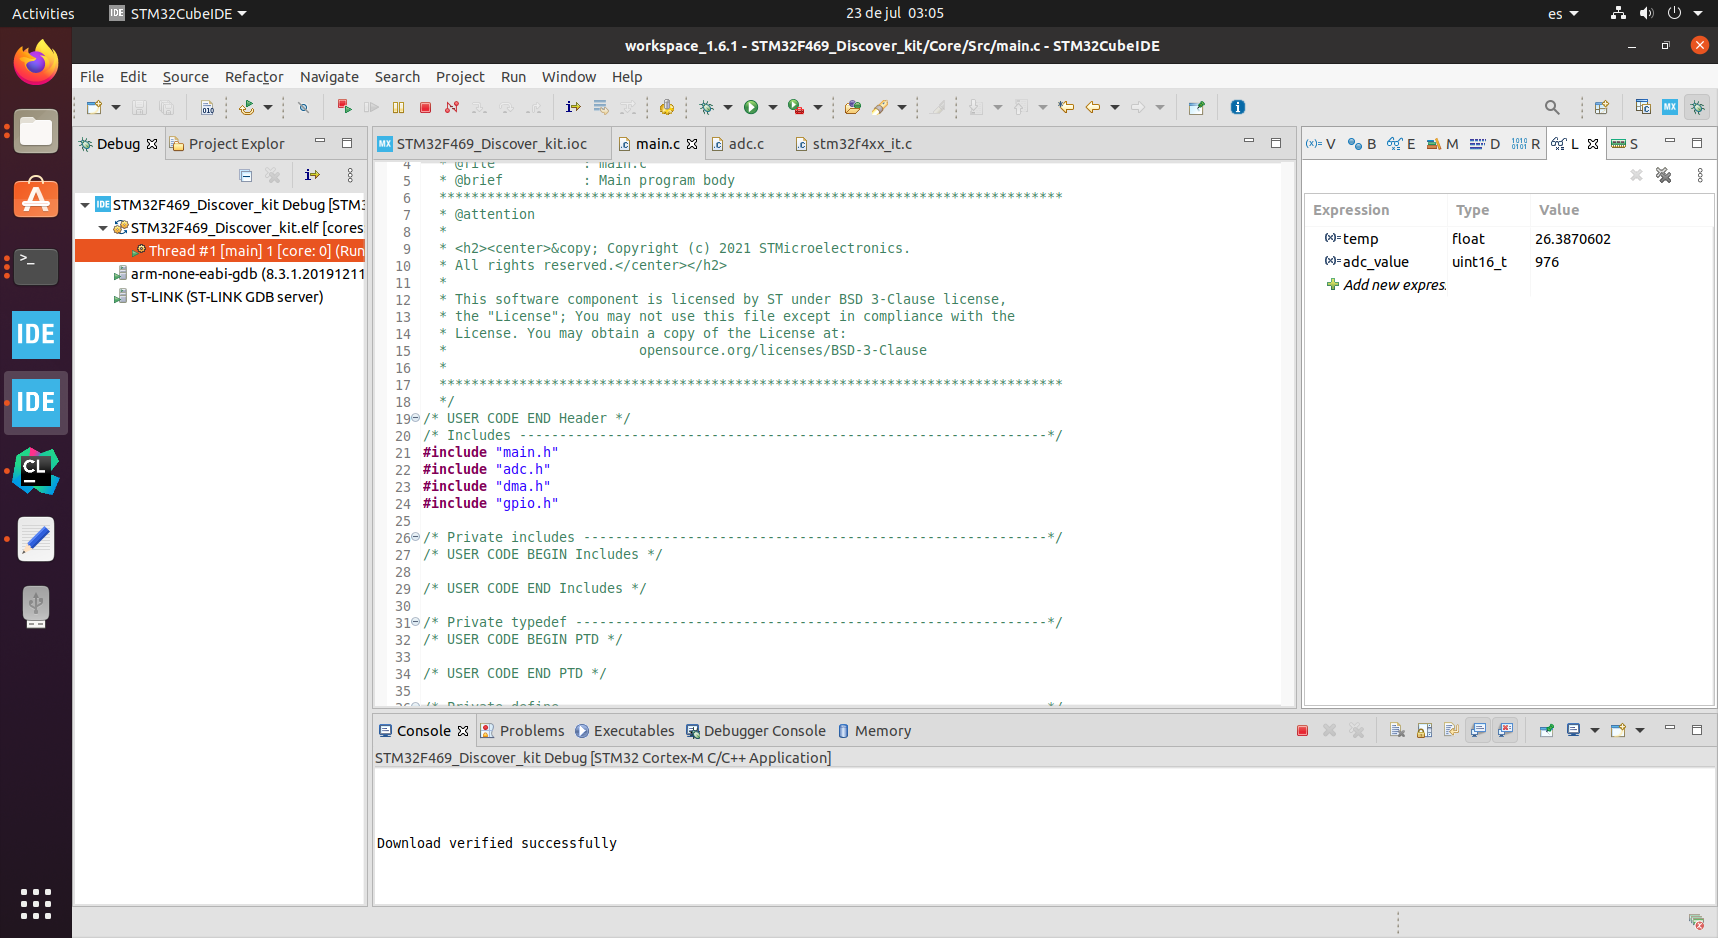 Activities
STM32CubeIDE
23 de jul 03:05
es
workspace_1.6.1 - STM32F469_Discover_kit/Core/Src/main.c - STM32CubeIDE
File Edit Source Refactor Navigate Search Project Run Window Help
Debug
Project Explor
IDE STM32F469_Discover_kit Debug [STM3
STM32F469_Discover_kit.elf [cores
Thread #1 [main] 1 [core: 0] (Run
arm-none-eabi-gdb (8.3.1.20191211
ST-LINK (ST-LINK GDB server)
IDE
IDE
CL
MX STM32F469_Discover_kit.ioc
main.c
adc.c
stm32f4xx_it.c
4 * @file : main.c
5 * @brief : Main program body
6 ******************************************************************************
7 * @attention
8 *
9 * <h2><center>&copy; Copyright (c) 2021 STMicroelectronics.
10 * All rights reserved.</center></h2>
11 *
12 * This software component is licensed by ST under BSD 3-Clause license,
13 * the "License"; You may not use this file except in compliance with the
14 * License. You may obtain a copy of the License at:
15 * opensource.org/licenses/BSD-3-Clause
16 *
17 ******************************************************************************
18 */
19 /* USER CODE END Header */
20 /* Includes ------------------------------------------------------------------*/
21 #include "main.h"
22 #include "adc.h"
23 #include "dma.h"
24 #include "gpio.h"
25
26 /* Private includes ----------------------------------------------------------*/
27 /* USER CODE BEGIN Includes */
28
29 /* USER CODE END Includes */
30
31 /* Private typedef -----------------------------------------------------------*/
32 /* USER CODE BEGIN PTD */
33
34 /* USER CODE END PTD */
35
36 /* Private define ------------------------------------------------------------*/
(x)= V B E M D R L S
Expression Type Value
(x)= temp float 26.3870602
(x)= adc_value uint16_t 976
Add new expres
Console Problems Executables Debugger Console Memory
STM32F469_Discover_kit Debug [STM32 Cortex-M C/C++ Application]
Download verified successfully